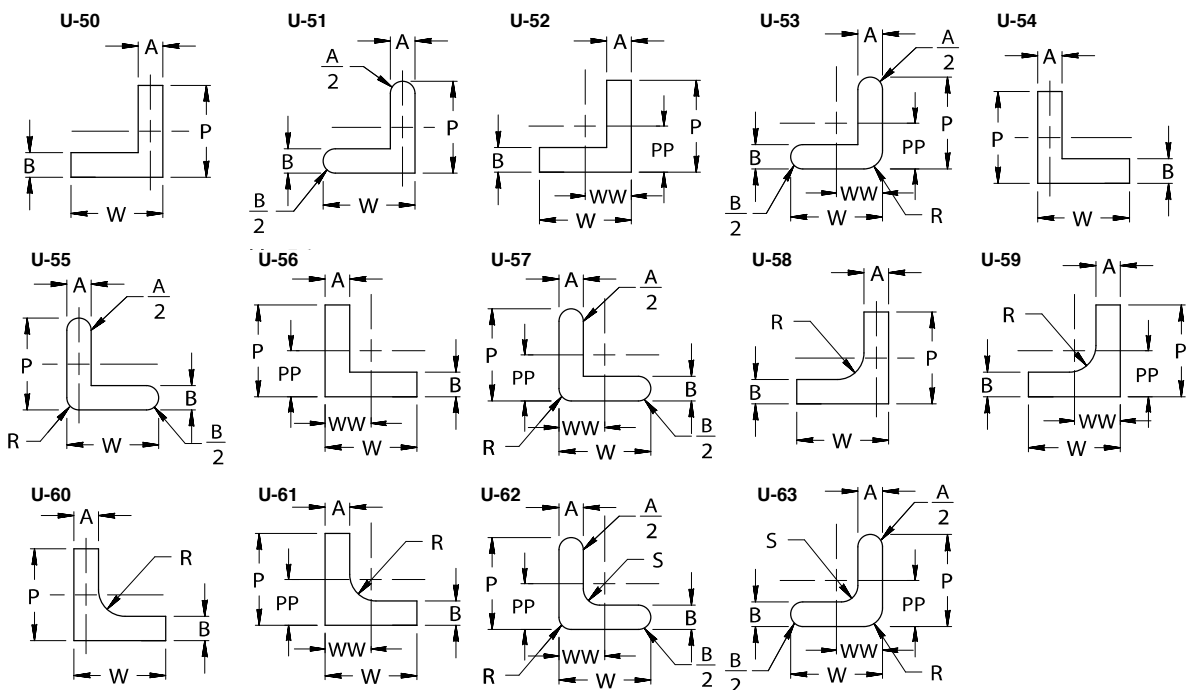 U-50
A
P
B
W
U-51
A
A/2
P
B
B/2
W
U-52
A
P
PP
B
WW
W
U-53
A
A/2
P
PP
B
B/2
WW
W
R
U-54
A
P
B
W
U-55
A
A/2
P
B
R
W
B/2
U-56
A
P
PP
B
WW
W
U-57
A
A/2
P
PP
B
R
WW
W
B/2
U-58
A
R
P
B
W
U-59
A
R
P
PP
B
WW
W
U-60
A
R
P
B
W
U-61
A
R
P
PP
B
WW
W
U-62
A
A/2
S
P
PP
B
R
WW
W
B/2
U-63
A
A/2
S
P
PP
B
B/2
WW
W
R